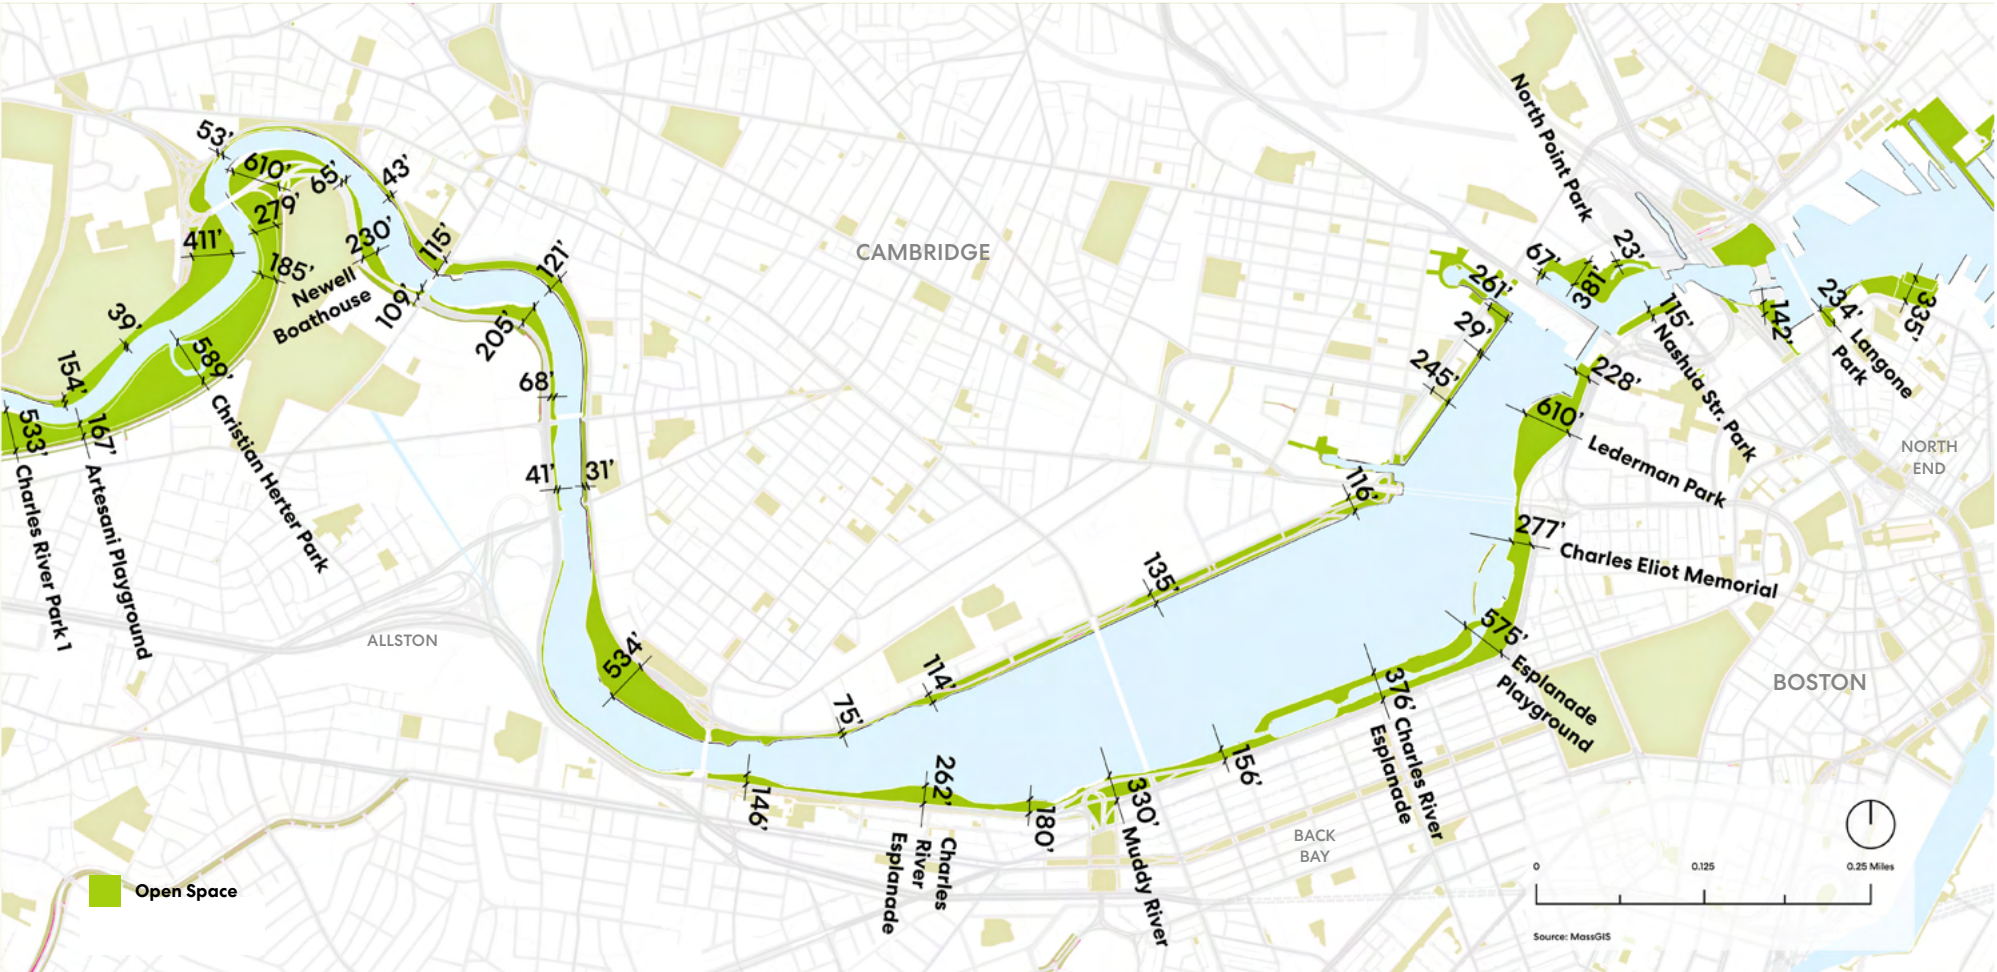 53'
610'
65'
43'
279'
411'
230'
115'
185'
Newell
Boathouse
109'
121'
205'
39'
154'
589'
68'
533'
167'
41'
31'
Charles River Park 1
Artesani Playground
Christian Herter Park
CAMBRIDGE
ALLSTON
534'
75'
114'
135'
116'
North Point Park
67'
381'
23'
261'
29'
245'
115'
Nashua Str. Park
142'
234'
Langone
Park
335'
228'
610'
Lederman Park
NORTH
END
277'
Charles Eliot Memorial
575'
Esplanade
Playground
BOSTON
376'
Charles River
Esplanade
156'
330'
Muddy River
180'
262'
Charles
River
Esplanade
146'
BACK
BAY
Open Space
0
0.125
0.25 Miles
Source: MassGIS